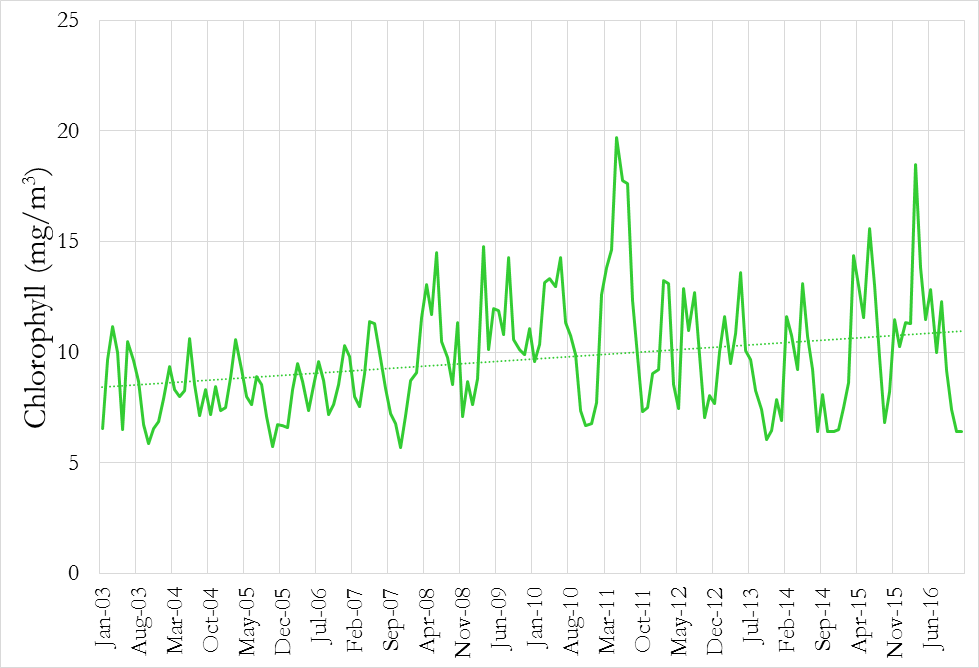 25
20
15
10
5
0
Chlorophyll (mg/m³)
Jan-03
Aug-03
Mar-04
Oct-04
May-05
Dec-05
Jul-06
Feb-07
Sep-07
Apr-08
Nov-08
Jun-09
Jan-10
Aug-10
Mar-11
Oct-11
May-12
Dec-12
Jul-13
Feb-14
Sep-14
Apr-15
Nov-15
Jun-16